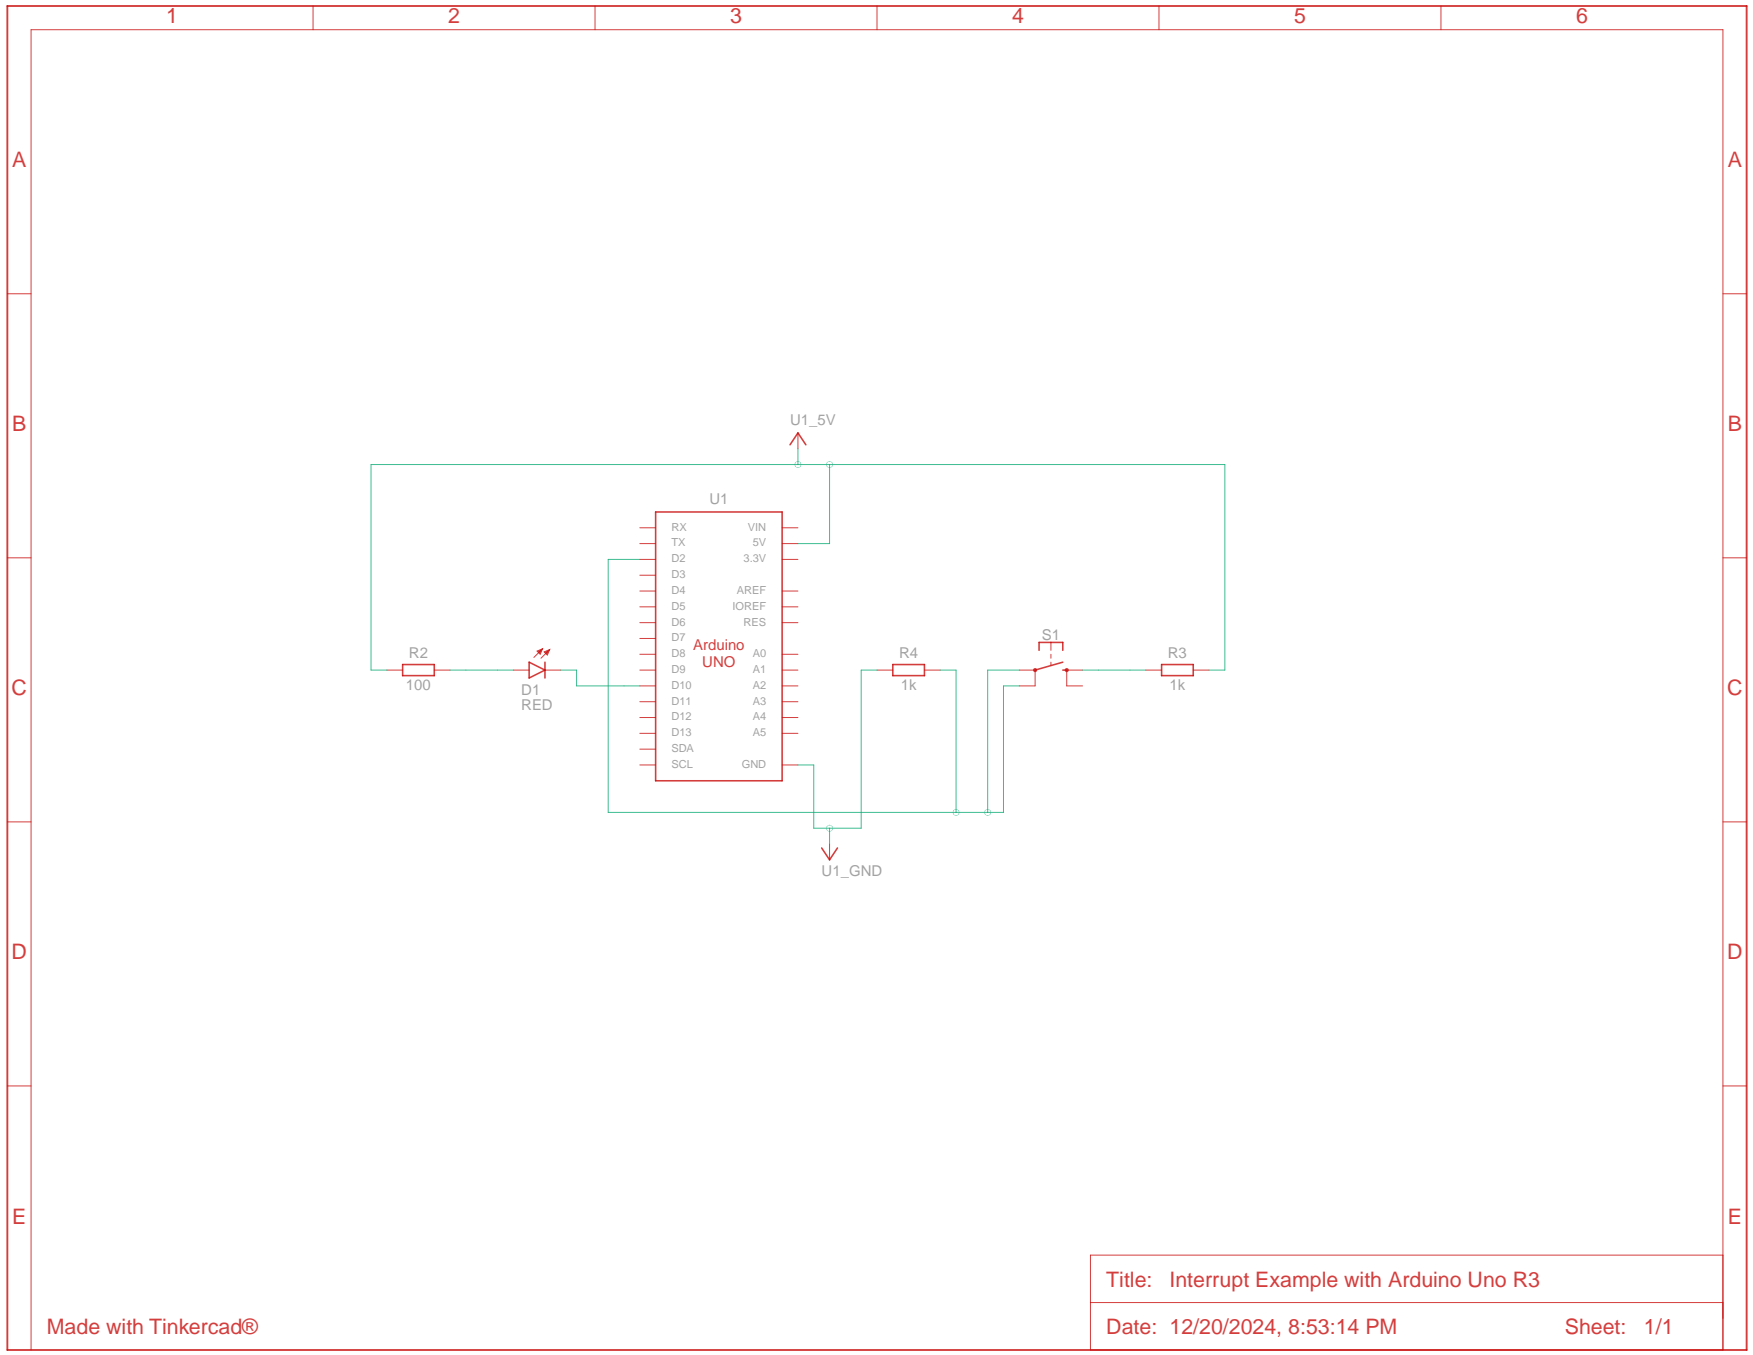 1 2 3 4 5 6
A A
B B
U1_5V
U1
RX VIN
TX 5V
D2 3.3V
D3
D4 AREF
D5 IOREF
D6 RES
D7
Arduino
UNO
D8 A0
D9 A1
D10 A2
D11 A3
D12 A4
D13 A5
SDA
SCL GND
R2
100
D1
RED
R4
1k
S1
R3
1k
C C
U1_GND
D D
E E
Title: Interrupt Example with Arduino Uno R3
Made with Tinkercad®
Date: 12/20/2024, 8:53:14 PM Sheet: 1/1